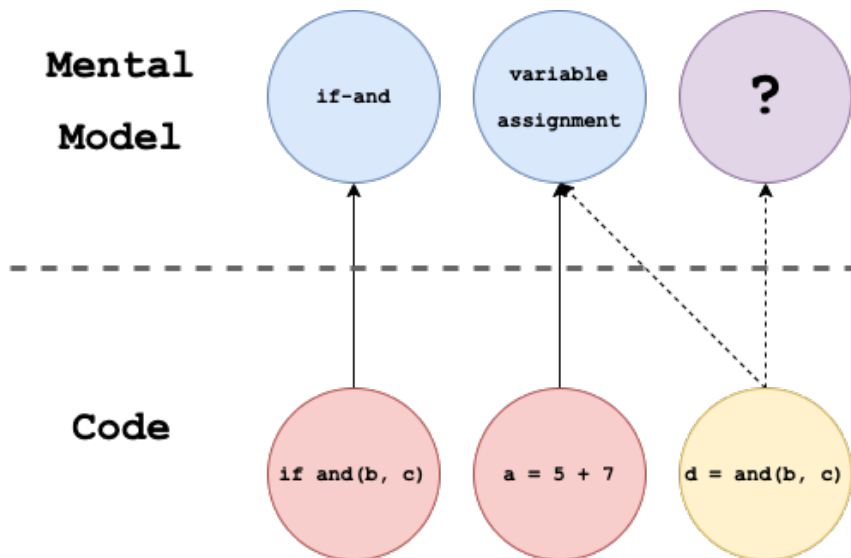 Mental
Model
if-and
variable
assignment
?
Code
if and(b, c)
a = 5 + 7
d = and(b, c)